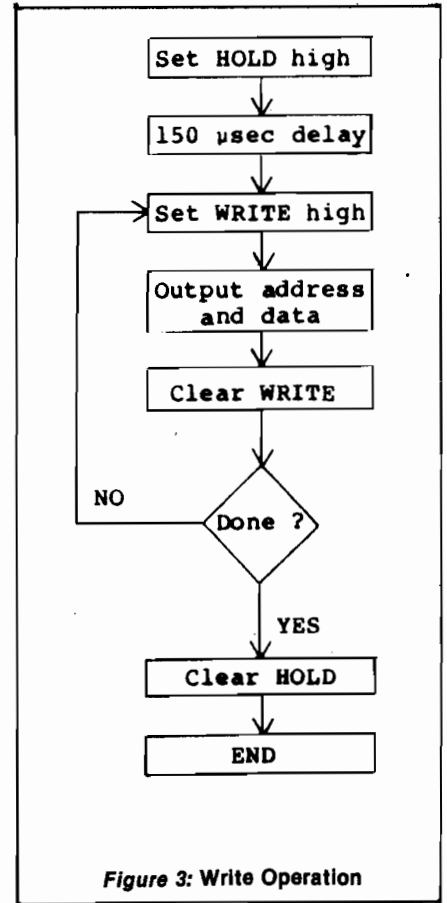 Set HOLD high
150 µsec delay
Set WRITE high
Output address
and data
Clear WRITE
Done ?
NO
YES
Clear HOLD
END
Figure 3: Write Operation